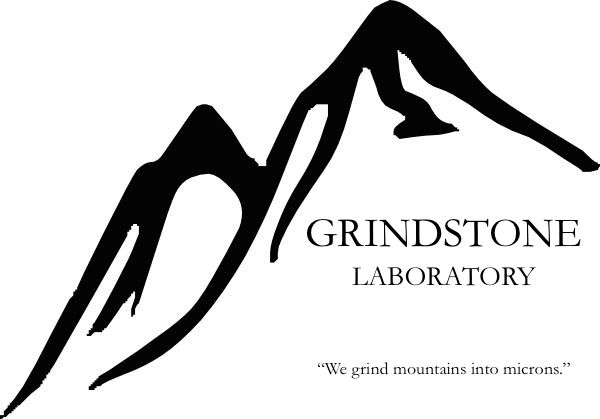 GRINDSTONE
LABORATORY
“We grind mountains into microns.”